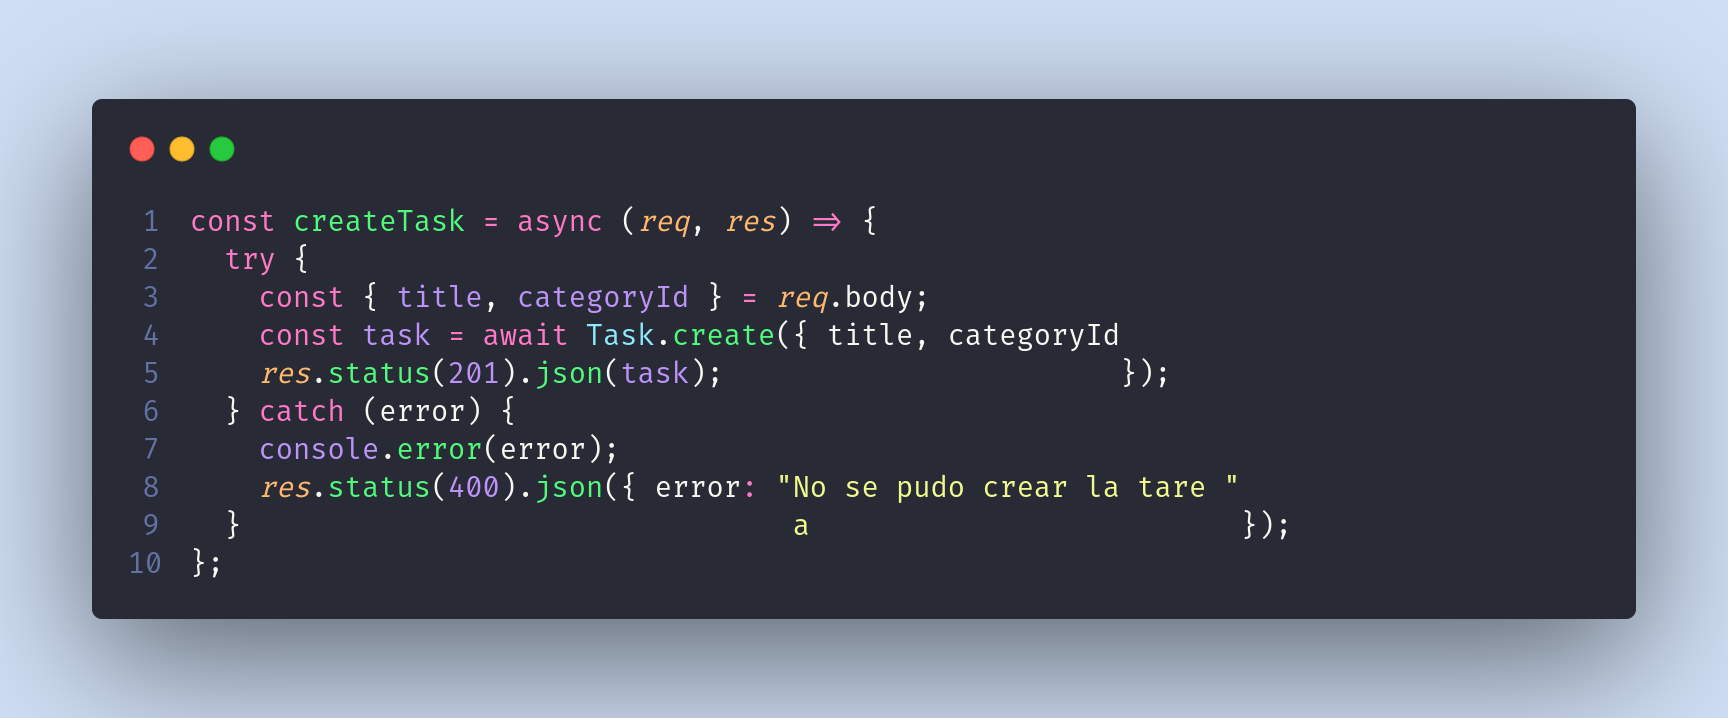 1 const createTask = async (req, res) => {
2   try {
3     const { title, categoryId } = req.body;
4     const task = await Task.create({ title, categoryId
5     res.status(201).json(task);                       });
6   } catch (error) {
7     console.error(error);
8     res.status(400).json({ error: "No se pudo crear la tare "
9   }                                a                         });
10 };